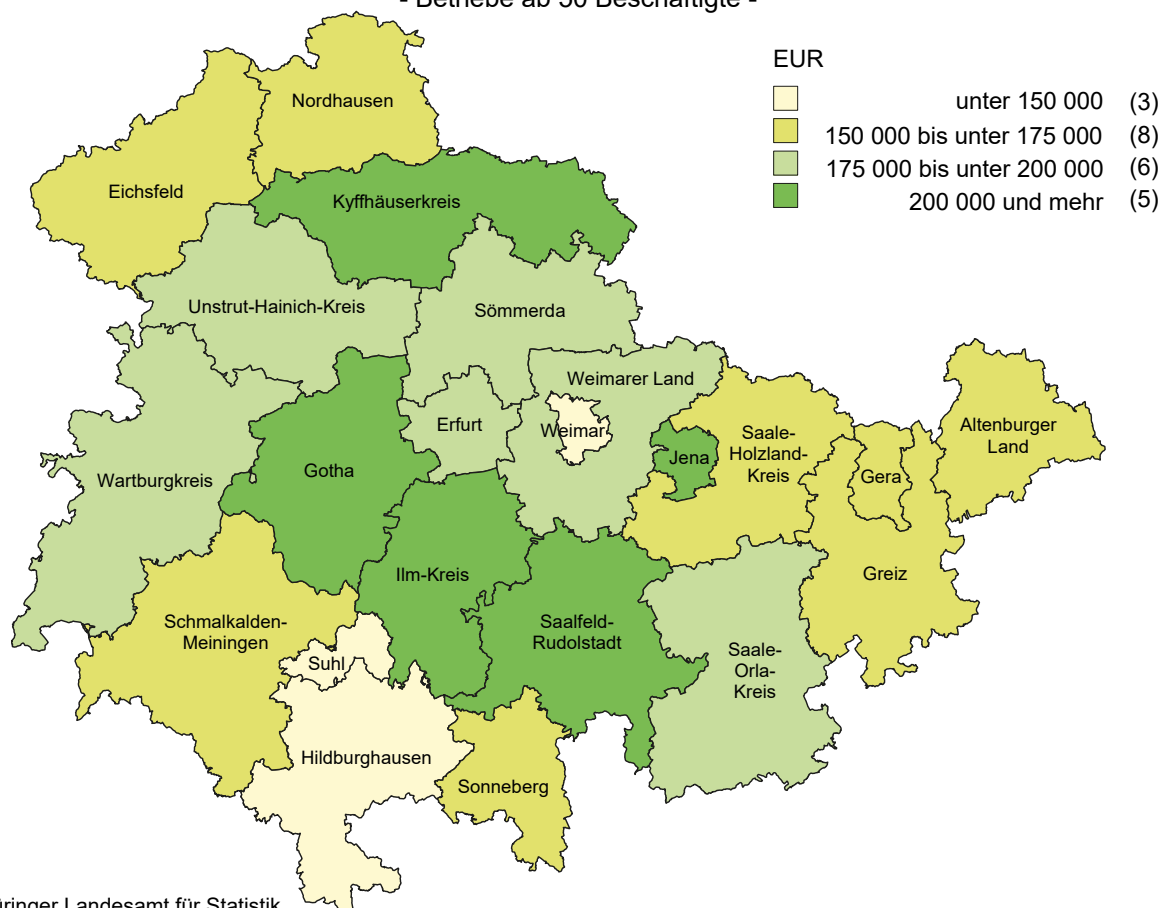 - Betriebe ab 50 Beschäftigte -
EUR
unter 150 000 (3)
150 000 bis unter 175 000 (8)
175 000 bis unter 200 000 (6)
200 000 und mehr (5)
Nordhausen
Eichsfeld
Kyffhäuserkreis
Unstrut-Hainich-Kreis
Sömmerda
Weimarer Land
Erfurt
Weimar
Altenburger
Land
Saale-
Holzland-
Kreis
Jena
Gera
Gotha
Wartburgkreis
Ilm-Kreis
Greiz
Schmalkalden-
Meiningen
Saalfeld-
Rudolstadt
Suhl
Saale-
Orla-
Kreis
Hildburghausen
Sonneberg
ringer Landesamt für Statistik